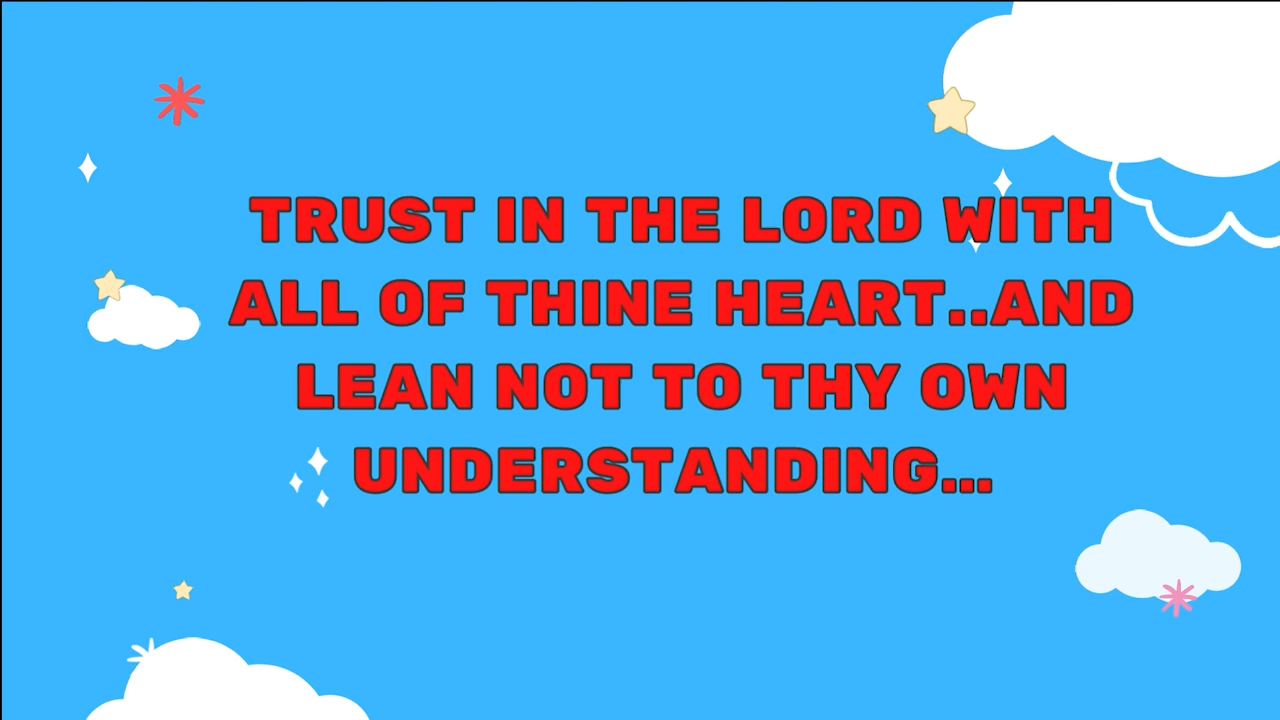 TRUST IN THE LORD WITH
ALL OF THINE HEART..AND
LEAN NOT TO THY OWN
UNDERSTANDING...